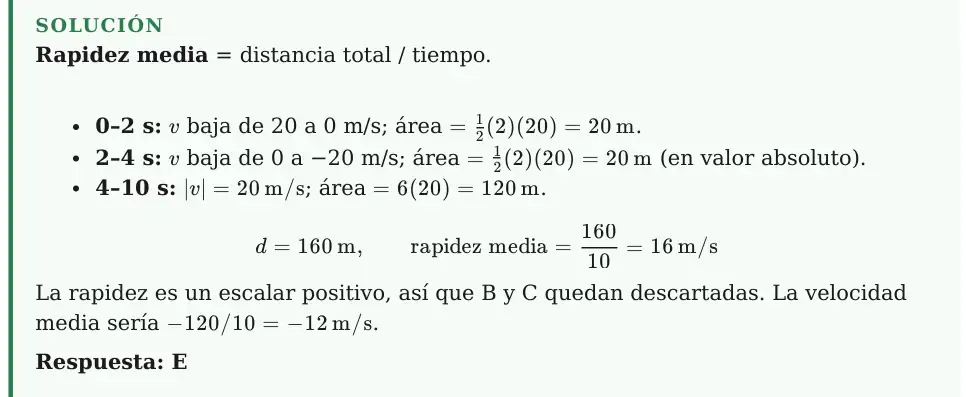 SOLUCIÓN
Rapidez media = distancia total / tiempo.
• 0–2 s: v baja de 20 a 0 m/s; área = 1/2(2)(20) = 20 m.
• 2–4 s: v baja de 0 a −20 m/s; área = 1/2(2)(20) = 20 m (en valor absoluto).
• 4–10 s: |v| = 20 m/s; área = 6(20) = 120 m.
d = 160 m, rapidez media = 160/10 = 16 m/s
La rapidez es un escalar positivo, así que B y C quedan descartadas. La velocidad
media sería −120/10 = −12 m/s.
Respuesta: E